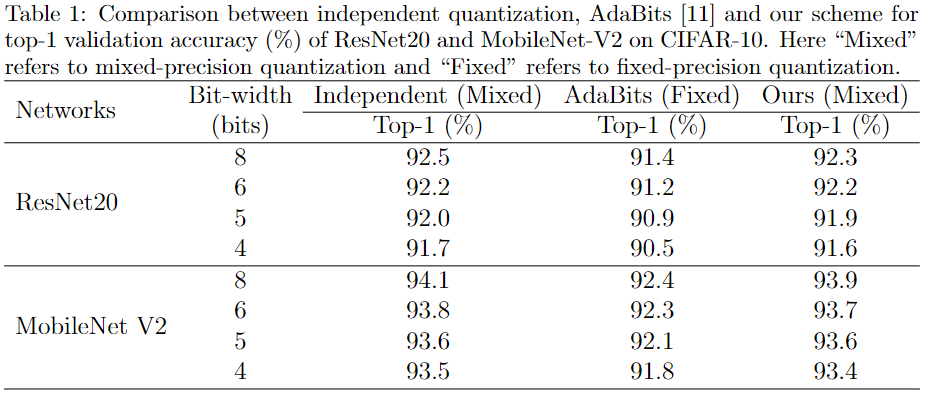 Table 1: Comparison between independent quantization, AdaBits [11] and our scheme for
top-1 validation accuracy (%) of ResNet20 and MobileNet-V2 on CIFAR-10. Here “Mixed”
refers to mixed-precision quantization and “Fixed” refers to fixed-precision quantization.
Networks Bit-width (bits) Independent (Mixed) AdaBits (Fixed) Ours (Mixed)
Top-1 (%) Top-1 (%) Top-1 (%)
ResNet20 8 92.5 91.4 92.3
6 92.2 91.2 92.2
5 92.0 90.9 91.9
4 91.7 90.5 91.6
MobileNet V2 8 94.1 92.4 93.9
6 93.8 92.3 93.7
5 93.6 92.1 93.6
4 93.5 91.8 93.4